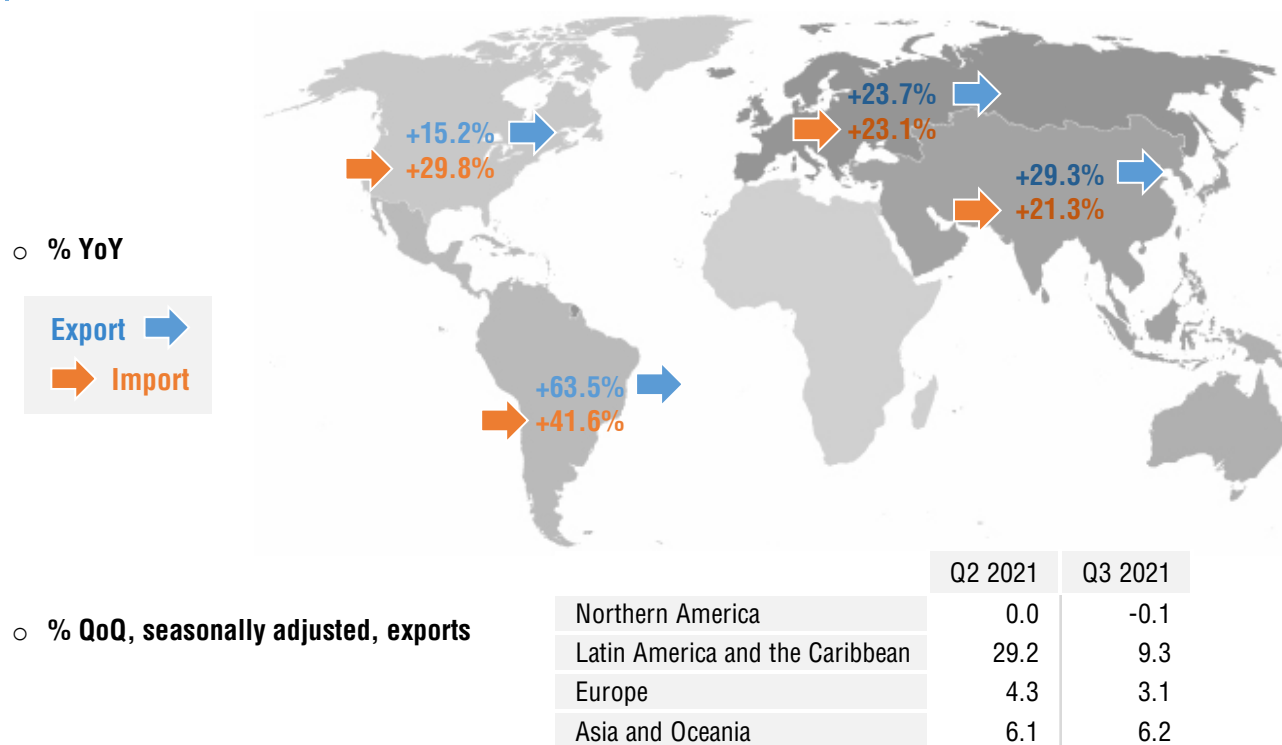 +23.7%
+15.2%
+23.1%
+29.8%
+29.3%
+21.3%
○ % YoY
Export
Import
+63.5%
+41.6%
Q2 2021 Q3 2021
○ % QoQ, seasonally adjusted, exports
Northern America 0.0 -0.1
Latin America and the Caribbean 29.2 9.3
Europe 4.3 3.1
Asia and Oceania 6.1 6.2